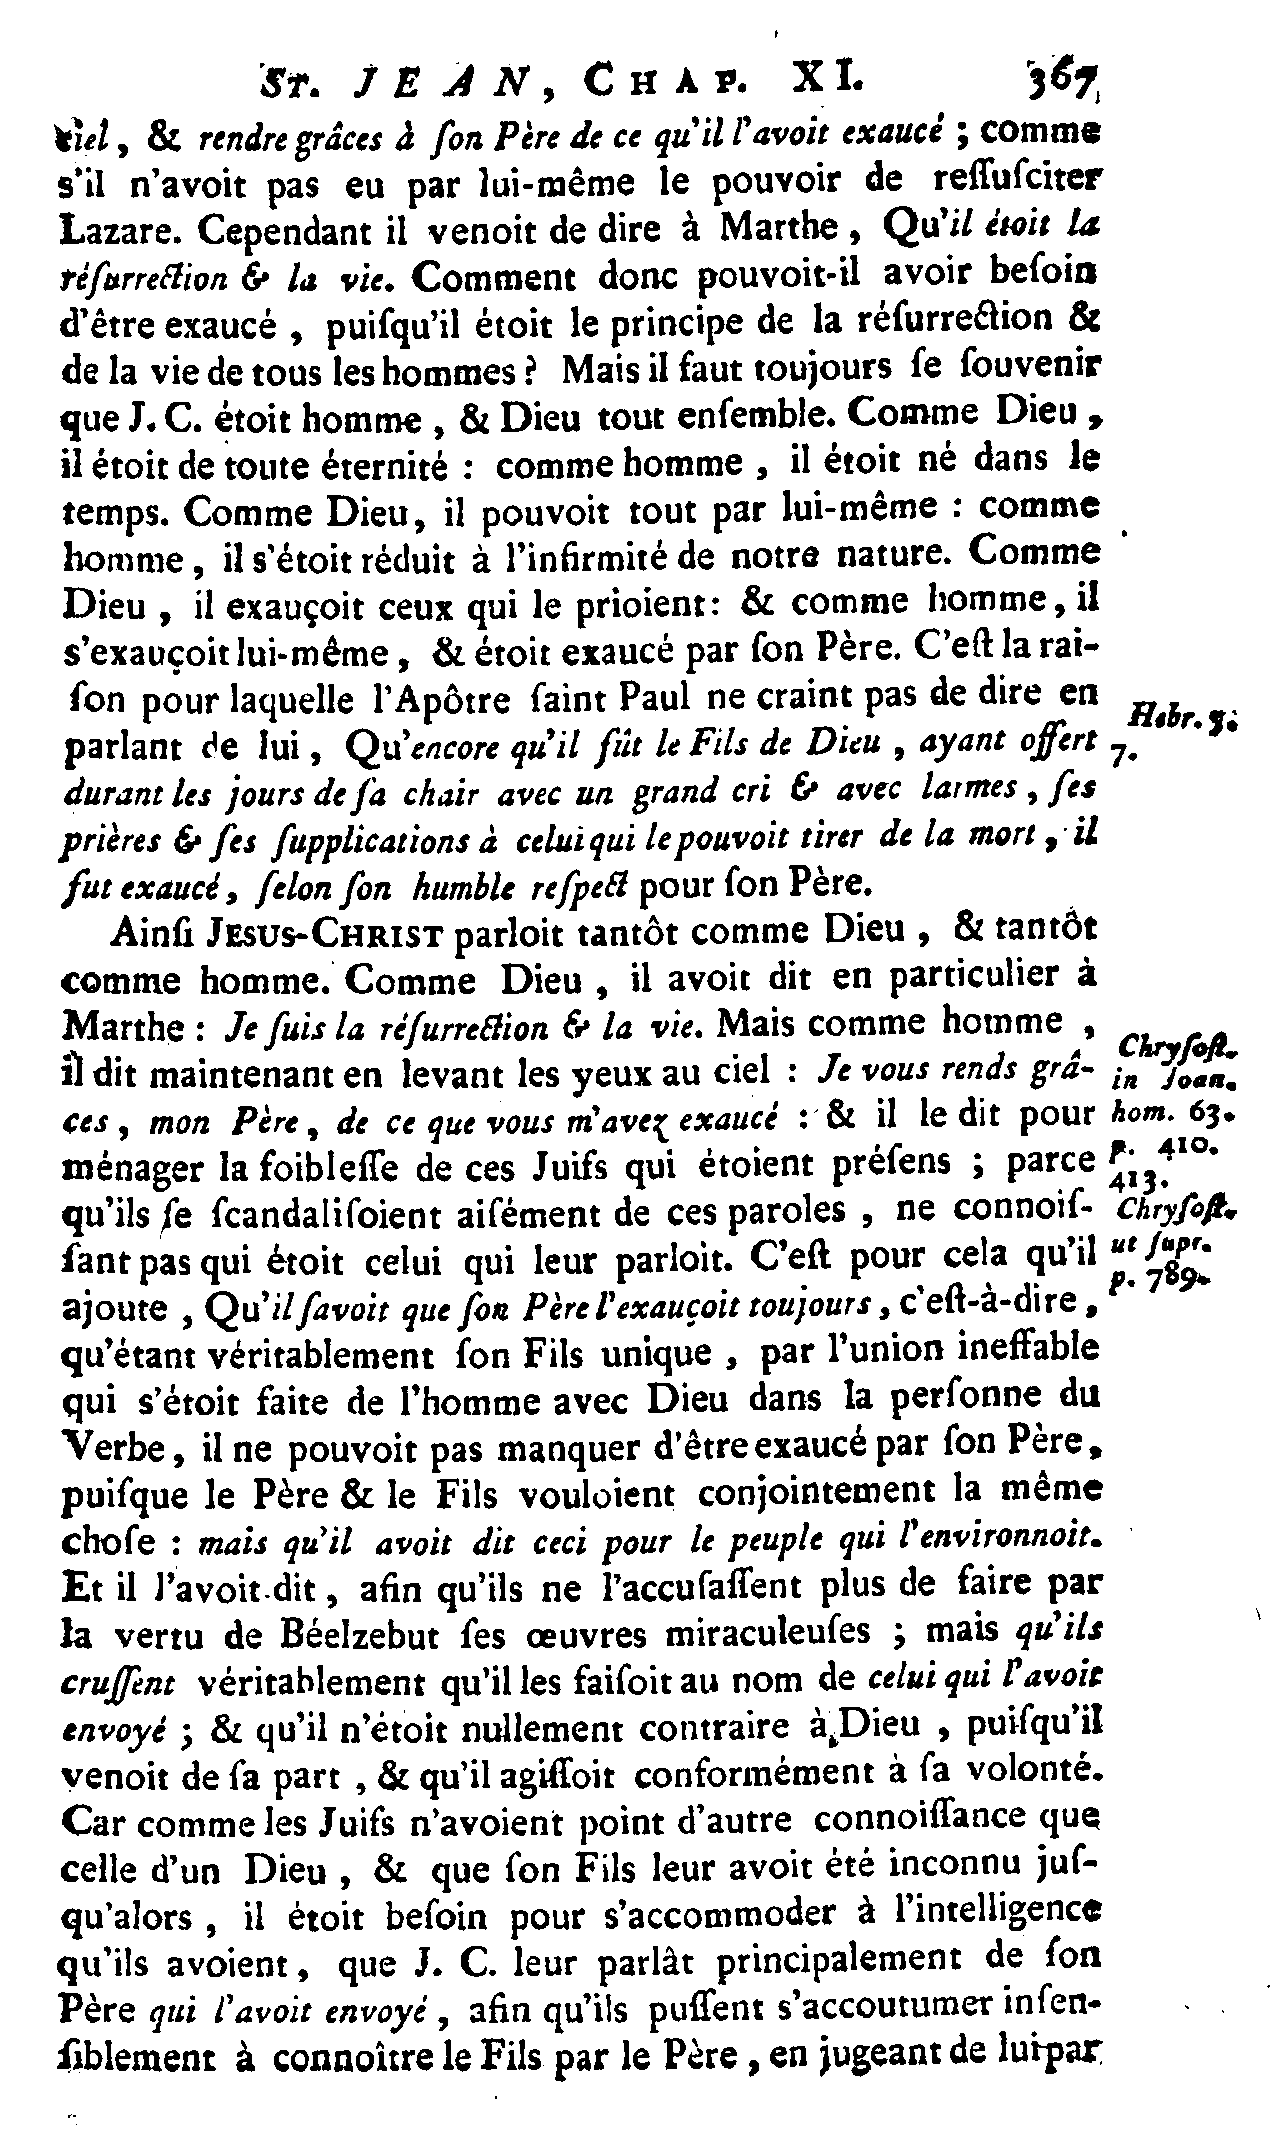 ST. JEAN, CHAP. XI. 367
ciel, & rendre grâces à ſon Père de ce qu'il l'avoit exaucé ; comme
s'il n'avoit pas eu par lui-même le pouvoir de reſſuſciter
Lazare. Cependant il venoit de dire à Marthe, Qu'il étoit la
réſurrection & la vie. Comment donc pouvoit-il avoir beſoin
d'être exaucé, puiſqu'il étoit le principe de la réſurrection &
de la vie de tous les hommes ? Mais il faut toujours ſe ſouvenir
que J. C. étoit homme, & Dieu tout enſemble. Comme Dieu,
il étoit de toute éternité : comme homme, il étoit né dans le
temps. Comme Dieu, il pouvoit tout par lui-même : comme
homme, il s'étoit réduit à l'infirmité de notre nature. Comme
Dieu, il exauçoit ceux qui le prioient : & comme homme, il
s'exauçoit lui-même, & étoit exaucé par ſon Père. C'eſt la rai-
ſon pour laquelle l'Apôtre ſaint Paul ne craint pas de dire en
parlant de lui, Qu'encore qu'il fût le Fils de Dieu, ayant offert
durant les jours de ſa chair avec un grand cri & avec larmes, ſes
prières & ſes ſupplications à celui qui le pouvoit tirer de la mort, il
fut exaucé, ſelon ſon humble reſpect pour ſon Père.
Hebr. 5.
7.
Ainſi JESUS-CHRIST parloit tantôt comme Dieu, & tantôt
comme homme. Comme Dieu, il avoit dit en particulier à
Marthe : Je ſuis la réſurrection & la vie. Mais comme homme,
il dit maintenant en levant les yeux au ciel : Je vous rends grâ-
ces, mon Père, de ce que vous m'avez exaucé : & il le dit pour
ménager la foibleſſe de ces Juifs qui étoient préſens ; parce
qu'ils ſe ſcandaliſoient aiſément de ces paroles, ne connoiſ-
ſant pas qui étoit celui qui leur parloit. C'eſt pour cela qu'il
ajoute, Qu'il ſavoit que ſon Père l'exauçoit toujours, c'eſt-à-dire,
qu'étant véritablement ſon Fils unique, par l'union ineffable
qui s'étoit faite de l'homme avec Dieu dans la perſonne du
Verbe, il ne pouvoit pas manquer d'être exaucé par ſon Père,
puiſque le Père & le Fils vouloient conjointement la même
choſe : mais qu'il avoit dit ceci pour le peuple qui l'environnoit.
Et il l'avoit dit, afin qu'ils ne l'accuſaſſent plus de faire par
la vertu de Béelzebut ſes œuvres miraculeuſes ; mais qu'ils
cruſſent véritablement qu'il les faiſoit au nom de celui qui l'avoit
envoyé ; & qu'il n'étoit nullement contraire à Dieu, puiſqu'il
venoit de ſa part, & qu'il agiſſoit conformément à ſa volonté.
Car comme les Juifs n'avoient point d'autre connoiſſance que
celle d'un Dieu, & que ſon Fils leur avoit été inconnu juſ-
qu'alors, il étoit beſoin pour s'accommoder à l'intelligence
qu'ils avoient, que J. C. leur parlât principalement de ſon
Père qui l'avoit envoyé, afin qu'ils puſſent s'accoutumer inſen-
ſiblement à connoître le Fils par le Père, en jugeant de lui par
Chryſoſt.
in Joan.
hom. 63.
p. 410.
413.
Chryſoſt.
ut ſupr.
p. 789.